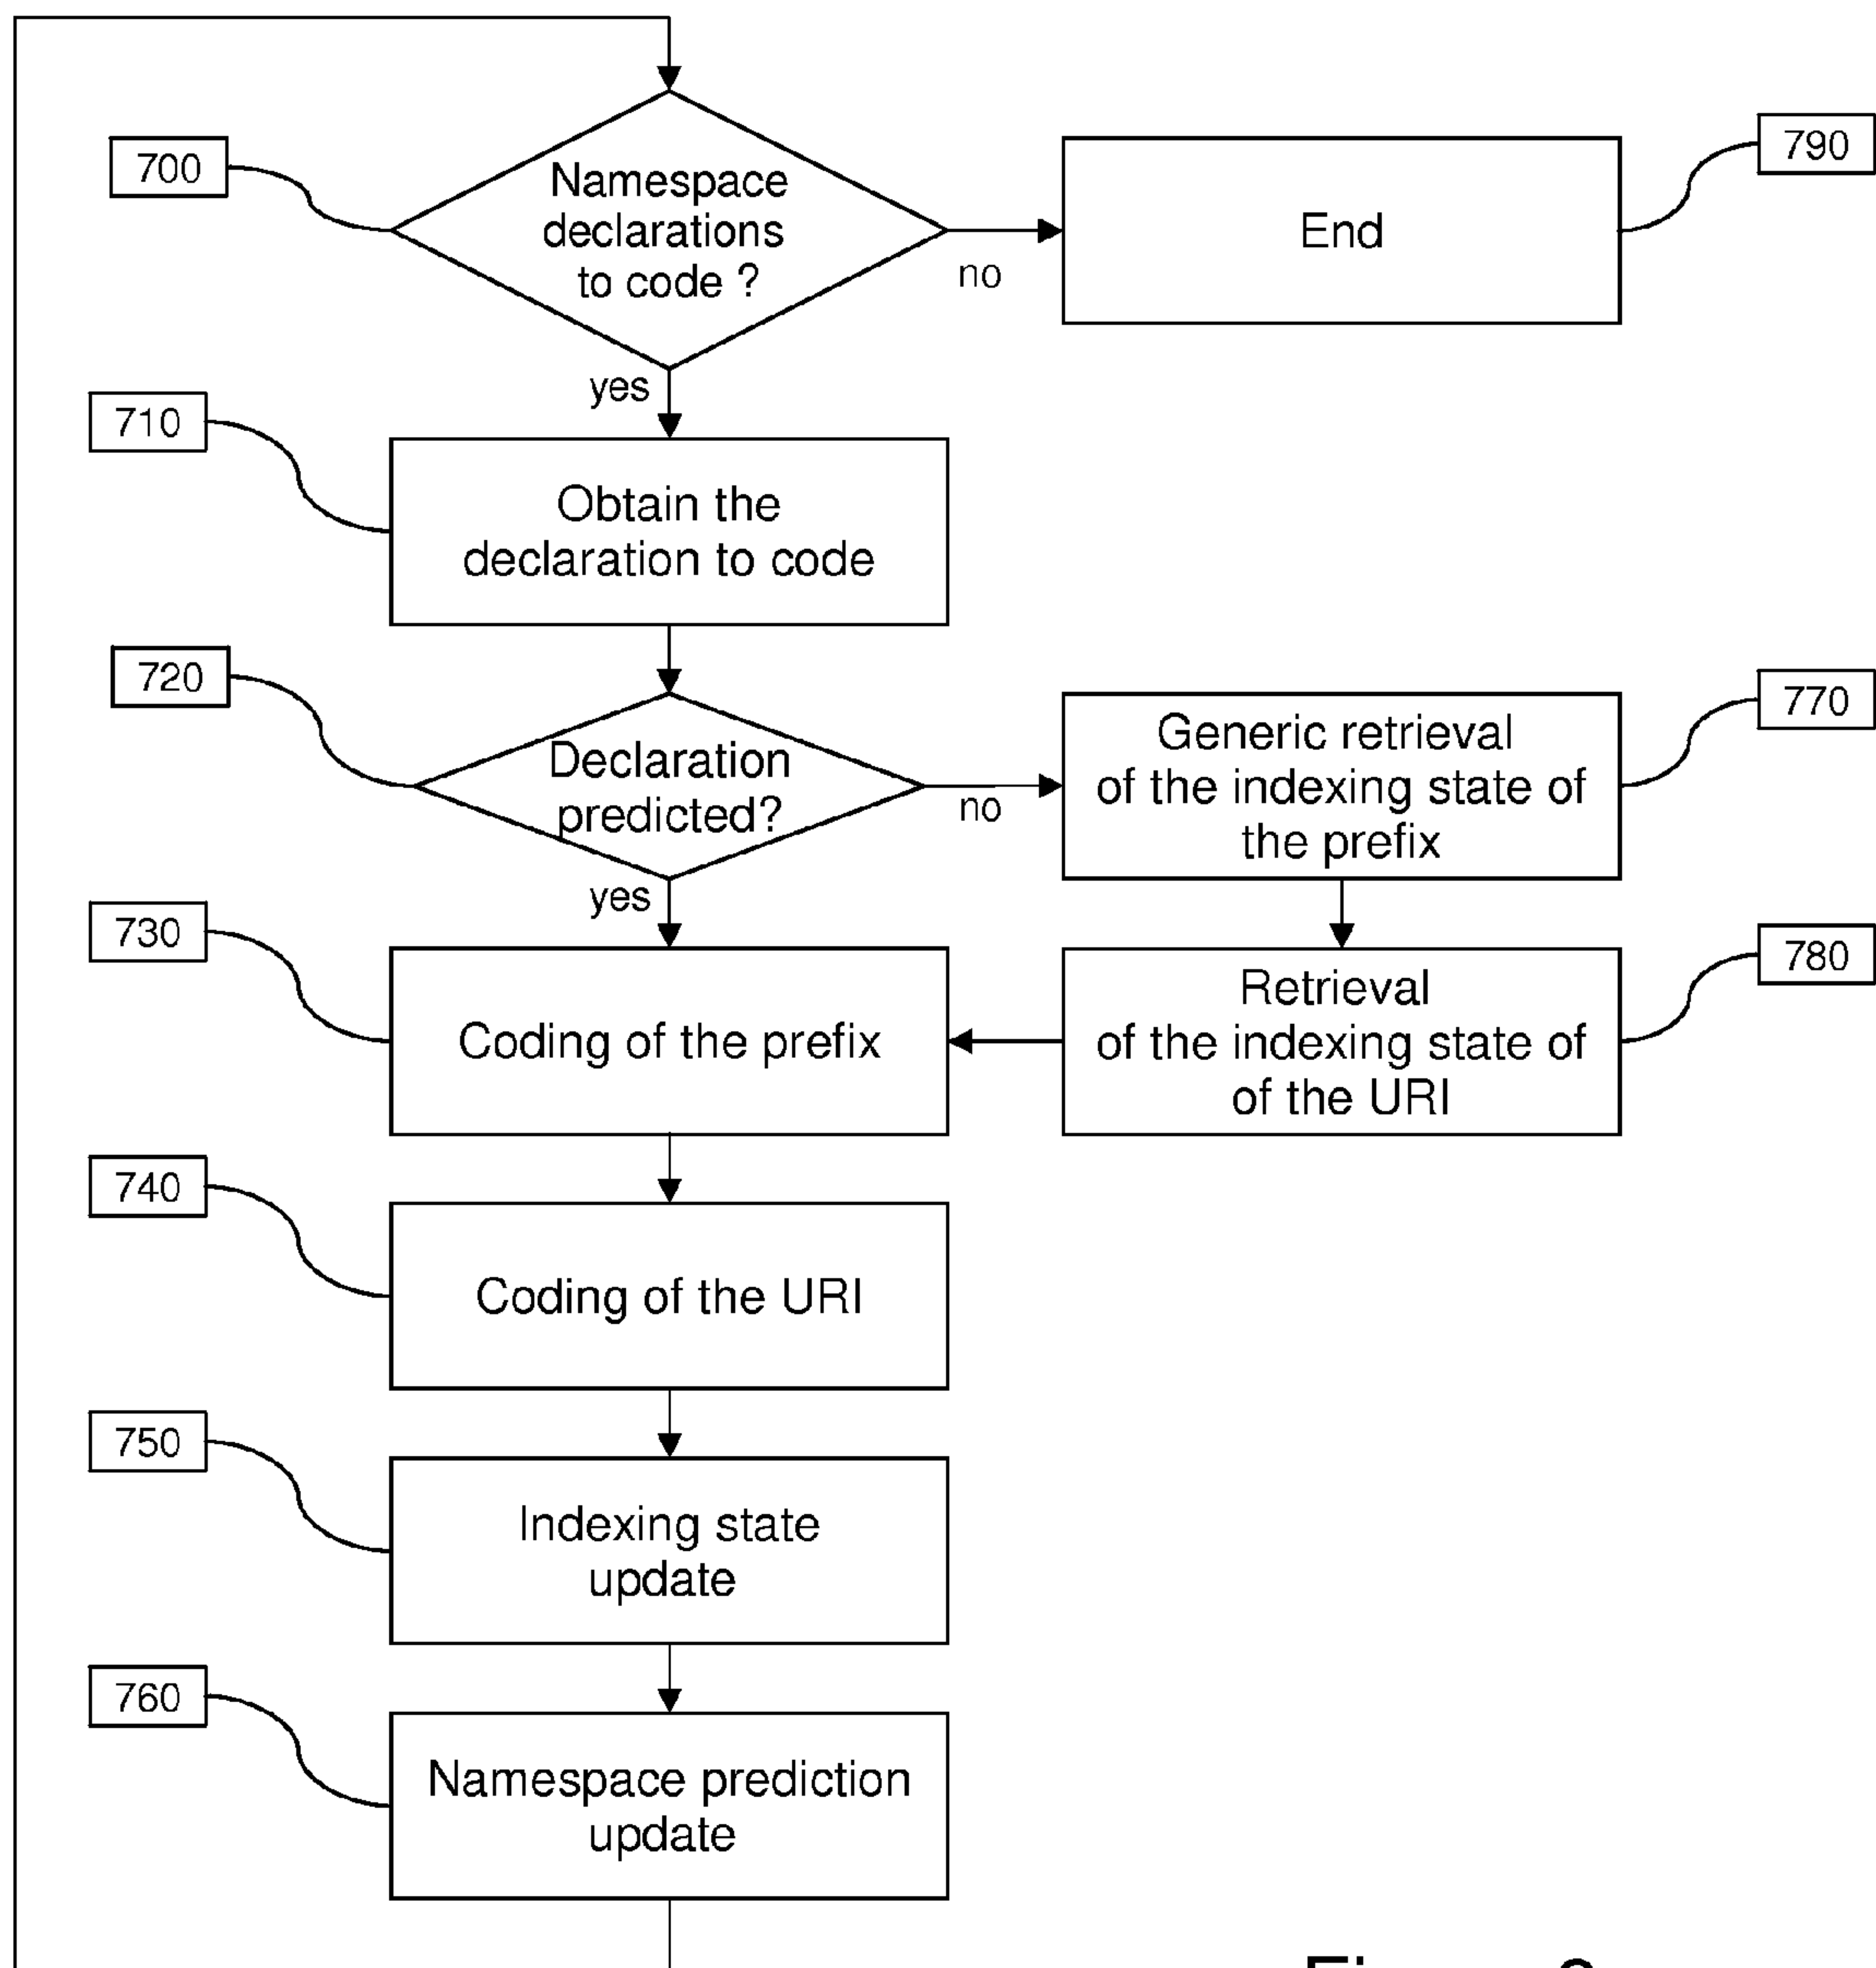 700
Namespace
declarations
to code ?
no
End
790
yes
710
Obtain the
declaration to code
720
Declaration
predicted?
no
Generic retrieval
of the indexing state of
the prefix
770
yes
730
Coding of the prefix
Retrieval
of the indexing state of
of the URI
780
740
Coding of the URI
750
Indexing state
update
760
Namespace prediction
update